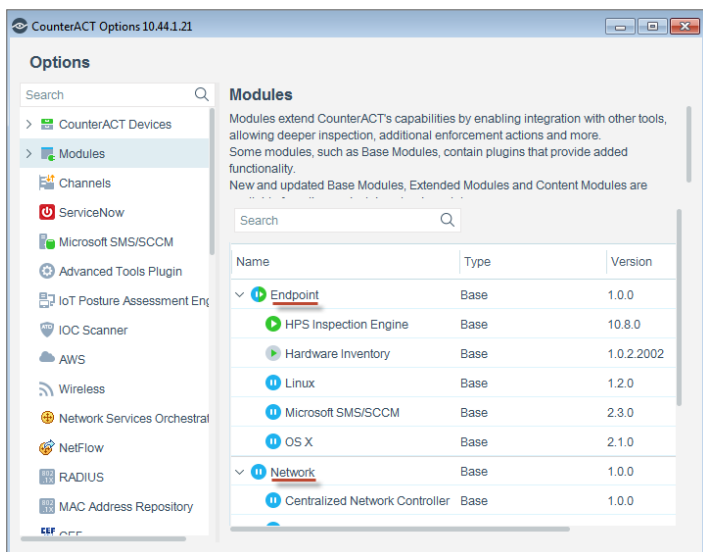 CounterACT Options 10.44.1.21
Options
Search
CounterACT Devices
Modules
Channels
ServiceNow
Microsoft SMS/SCCM
Advanced Tools Plugin
IoT Posture Assessment Eng
IOC Scanner
AWS
Wireless
Network Services Orchestrat
NetFlow
RADIUS
MAC Address Repository
CEF
Modules
Modules extend CounterACT's capabilities by enabling integration with other tools,
allowing deeper inspection, additional enforcement actions and more.
Some modules, such as Base Modules, contain plugins that provide added
functionality.
New and updated Base Modules, Extended Modules and Content Modules are
Search
Name Type Version
Endpoint Base 1.0.0
HPS Inspection Engine Base 10.8.0
Hardware Inventory Base 1.0.2.2002
Linux Base 1.2.0
Microsoft SMS/SCCM Base 2.3.0
OS X Base 2.1.0
Network Base 1.0.0
Centralized Network Controller Base 1.0.0